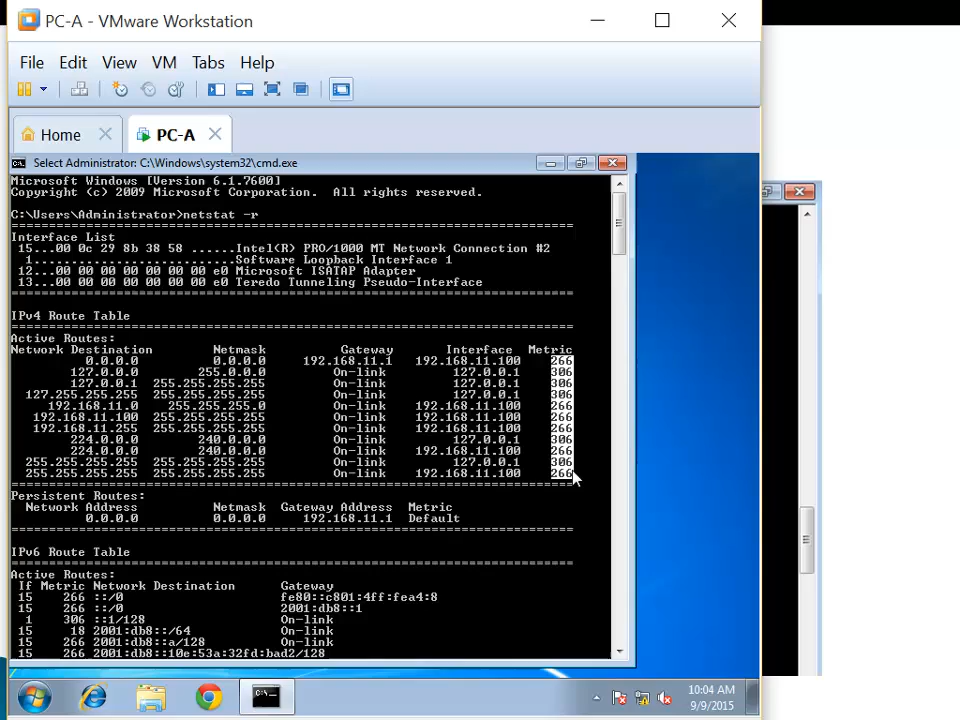 PC-A - VMware Workstation
File Edit View VM Tabs Help
Home PC-A
Select Administrator: C:\Windows\system32\cmd.exe
Microsoft Windows [Version 6.1.7600]
Copyright (c) 2009 Microsoft Corporation.  All rights reserved.
C:\Users\Administrator>netstat -r
===========================================================================
Interface List
15...00 0c 29 8b 38 58 ......Intel(R) PRO/1000 MT Network Connection #2
1...........................Software Loopback Interface 1
12...00 00 00 00 00 00 00 e0 Microsoft ISATAP Adapter
13...00 00 00 00 00 00 00 e0 Teredo Tunneling Pseudo-Interface
===========================================================================
IPv4 Route Table
===========================================================================
Active Routes:
Network Destination Netmask Gateway Interface Metric
0.0.0.0 0.0.0.0 192.168.11.1 192.168.11.100 266
127.0.0.0 255.0.0.0 On-link 127.0.0.1 306
127.0.0.1 255.255.255.255 On-link 127.0.0.1 306
127.255.255.255 255.255.255.255 On-link 127.0.0.1 306
192.168.11.0 255.255.255.0 On-link 192.168.11.100 266
192.168.11.100 255.255.255.255 On-link 192.168.11.100 266
192.168.11.255 255.255.255.255 On-link 192.168.11.100 266
224.0.0.0 240.0.0.0 On-link 127.0.0.1 306
224.0.0.0 240.0.0.0 On-link 192.168.11.100 266
255.255.255.255 255.255.255.255 On-link 127.0.0.1 306
255.255.255.255 255.255.255.255 On-link 192.168.11.100 266
===========================================================================
Persistent Routes:
Network Address Netmask Gateway Address Metric
0.0.0.0 0.0.0.0 192.168.11.1 Default
===========================================================================
IPv6 Route Table
===========================================================================
Active Routes:
If Metric Network Destination Gateway
15 266 ::/0 fe80::c801:4ff:fea4:8
15 266 ::/0 2001:db8::1
1 306 ::1/128 On-link
15 18 2001:db8::/64 On-link
15 266 2001:db8::a/128 On-link
15 266 2001:db8::10e:53a:32fd:bad2/128
10:04 AM
9/9/2015